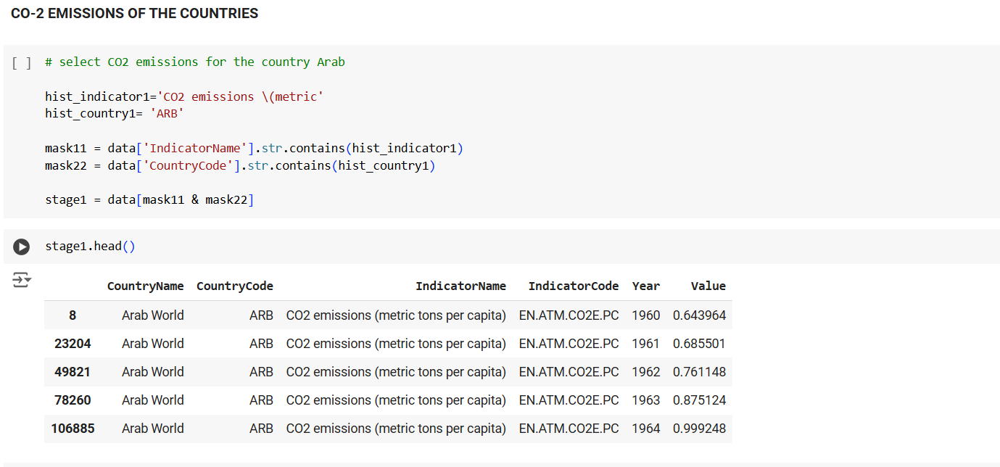 CO-2 EMISSIONS OF THE COUNTRIES
[ ] # select CO2 emissions for the country Arab
hist_indicator1='CO2 emissions \(metric'
hist_country1= 'ARB'
mask11 = data['IndicatorName'].str.contains(hist_indicator1)
mask22 = data['CountryCode'].str.contains(hist_country1)
stage1 = data[mask11 & mask22]
stage1.head()
CountryName CountryCode IndicatorName IndicatorCode Year Value
8 Arab World ARB CO2 emissions (metric tons per capita) EN.ATM.CO2E.PC 1960 0.643964
23204 Arab World ARB CO2 emissions (metric tons per capita) EN.ATM.CO2E.PC 1961 0.685501
49821 Arab World ARB CO2 emissions (metric tons per capita) EN.ATM.CO2E.PC 1962 0.761148
78260 Arab World ARB CO2 emissions (metric tons per capita) EN.ATM.CO2E.PC 1963 0.875124
106885 Arab World ARB CO2 emissions (metric tons per capita) EN.ATM.CO2E.PC 1964 0.999248